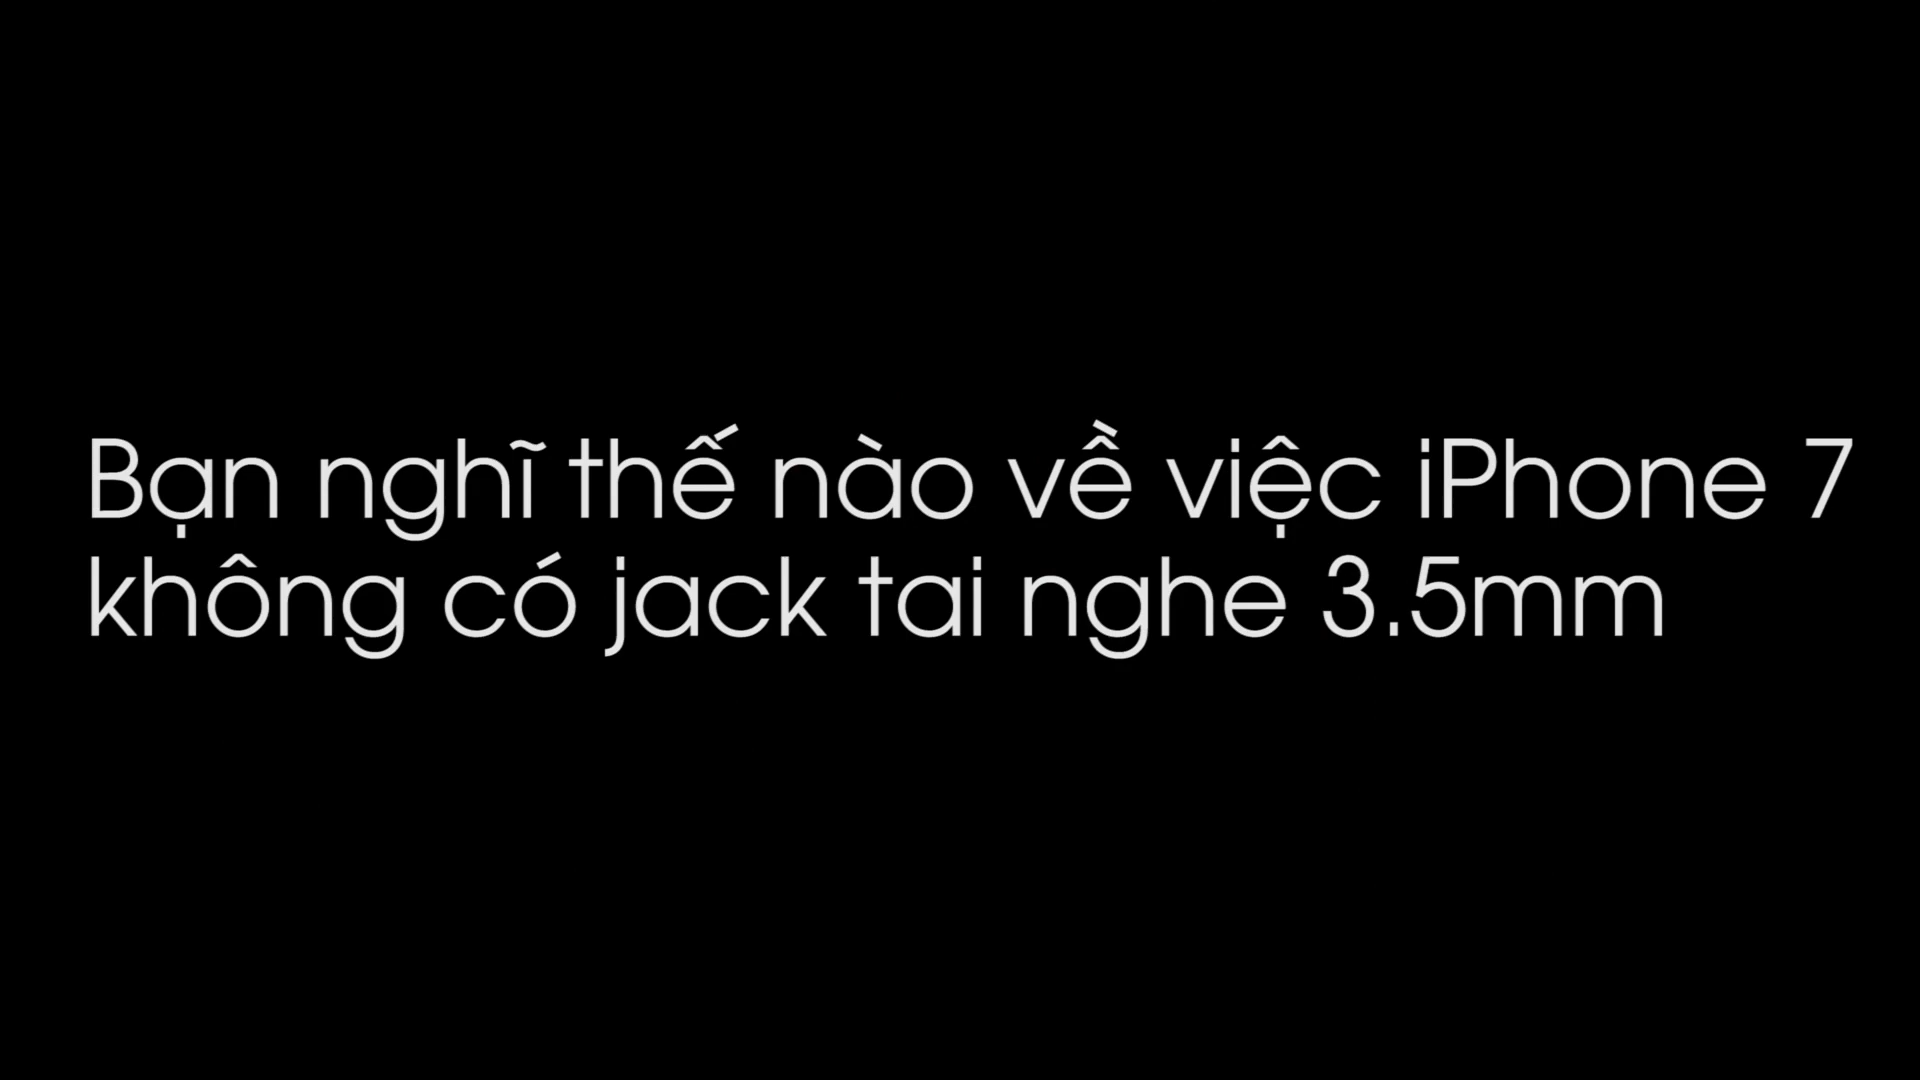 Bạn nghĩ thế nào về việc iPhone 7
không có jack tai nghe 3.5mm